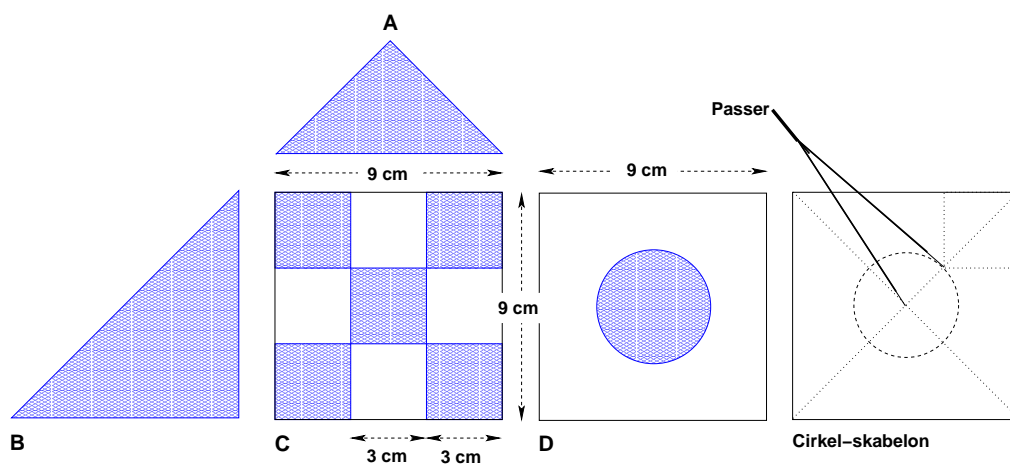 A
Passer
9 cm
9 cm
9 cm
B
C
D
Cirkel–skabelon
3 cm
3 cm